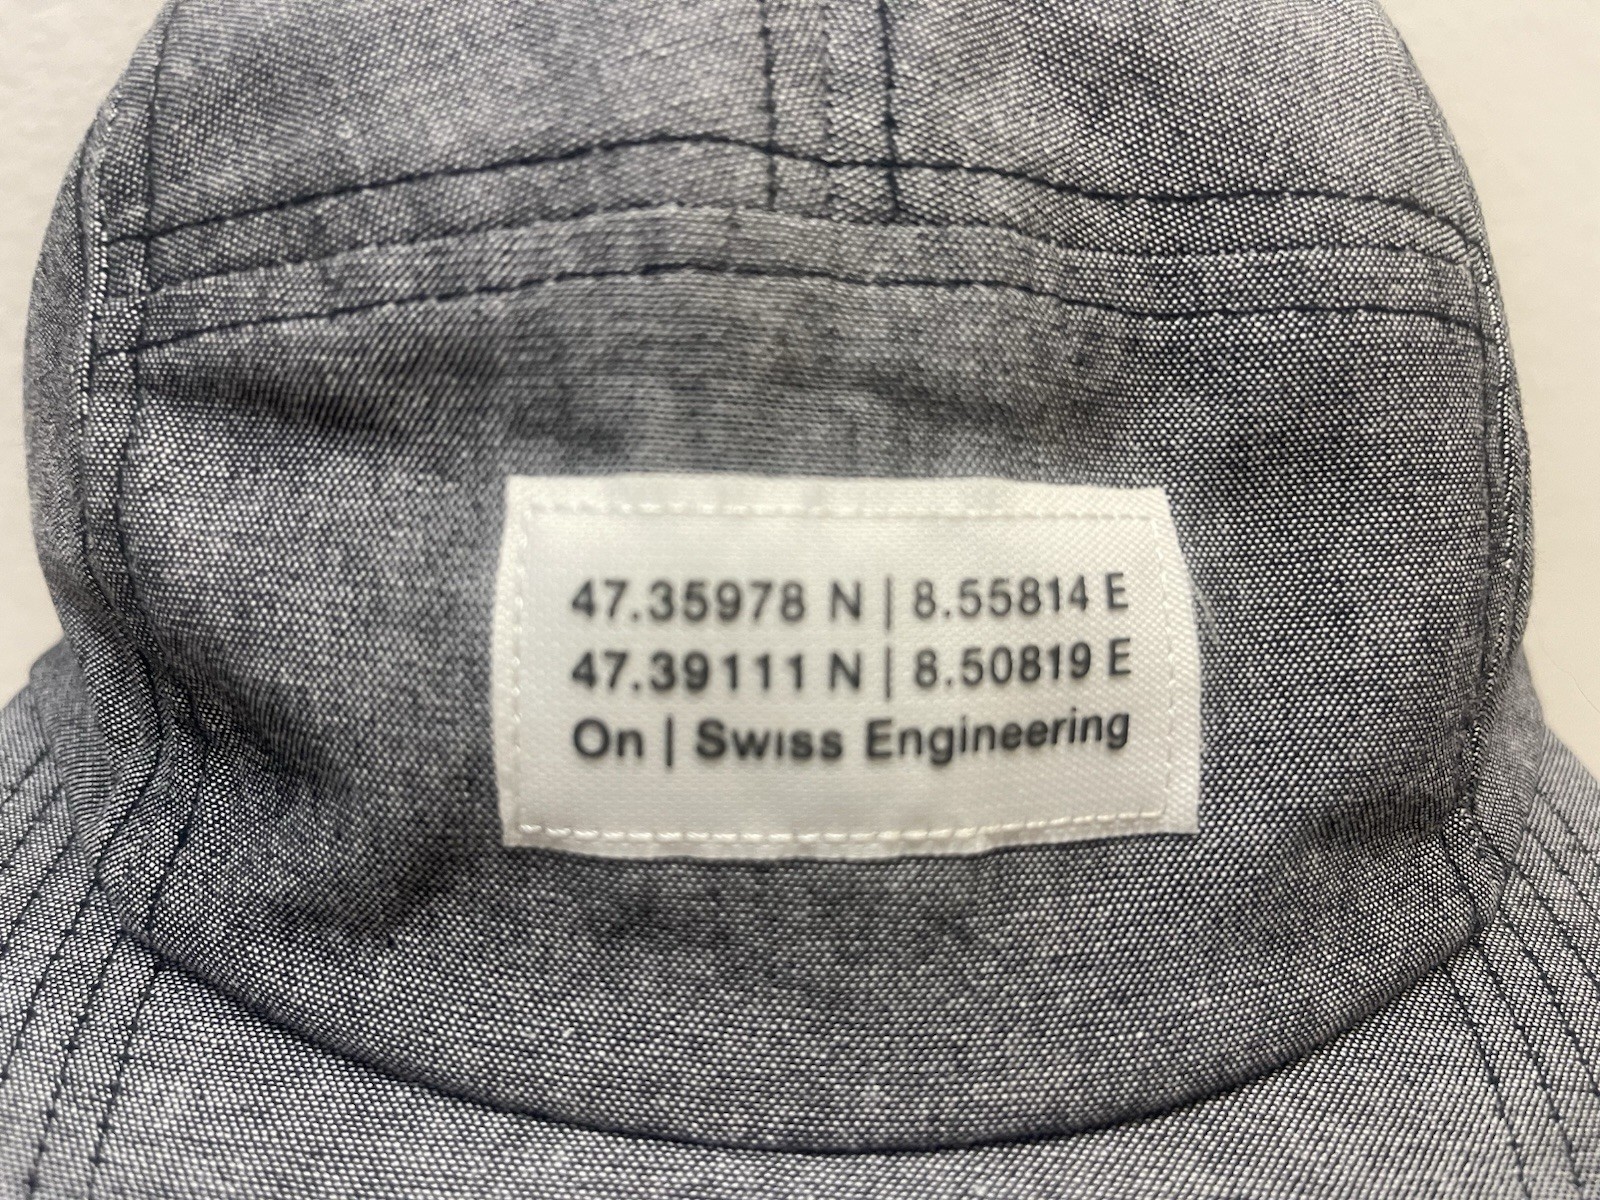 47.35978 N | 8.55814 E
47.39111 N | 8.50819 E
On | Swiss Engineering